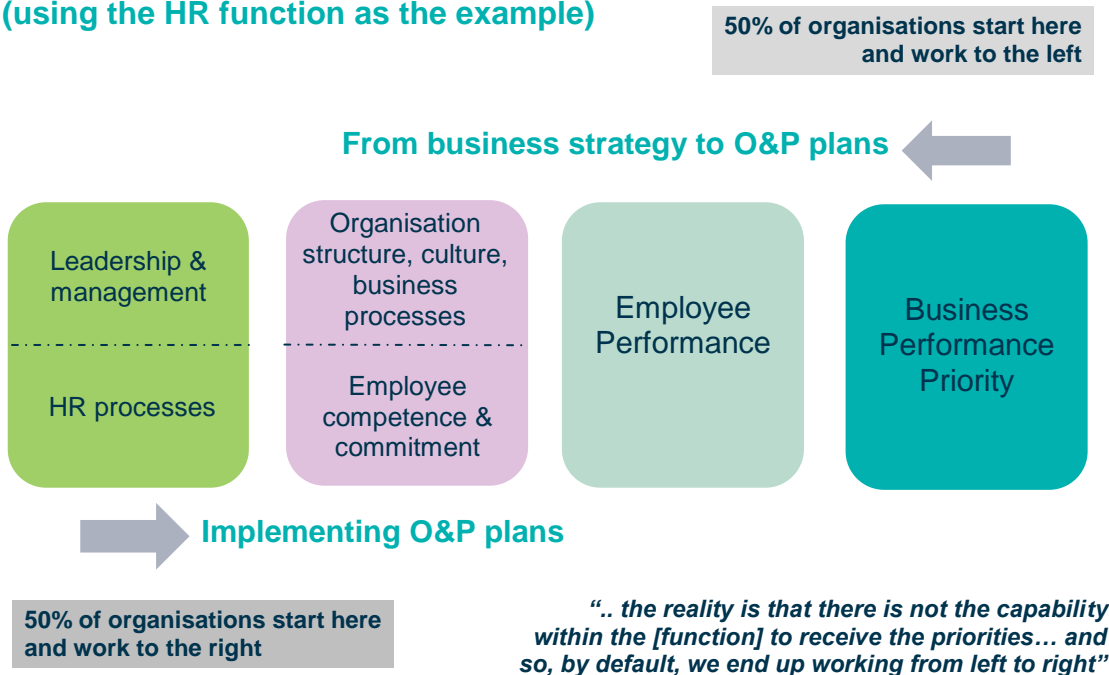 (using the HR function as the example)
50% of organisations start here
and work to the left
From business strategy to O&P plans
Leadership &
management
HR processes
Organisation
structure, culture,
business
processes
Employee
competence &
commitment
Employee
Performance
Business
Performance
Priority
Implementing O&P plans
50% of organisations start here
and work to the right
“.. the reality is that there is not the capability
within the [function] to receive the priorities… and
so, by default, we end up working from left to right”